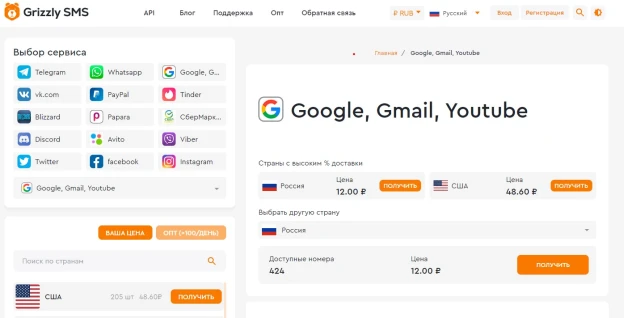 Grizzly SMS
API
Блог
Поддержка
Опт
Обратная связь
₽ RUB
Русский
Вход
Регистрация
Выбор сервиса
Telegram
Whatsapp
Google, G...
vk.com
PayPal
Tinder
Blizzard
Papara
СберМарк...
Discord
Avito
Viber
Twitter
facebook
Instagram
Google, Gmail, Youtube
ВАША ЦЕНА
ОПТ (>100/ДЕНЬ)
Поиск по странам
США
205 шт
48.60₽
ПОЛУЧИТЬ
Главная / Google, Gmail, Youtube
Google, Gmail, Youtube
Страны с высоким % доставки
Россия
Цена
12.00 ₽
ПОЛУЧИТЬ
США
Цена
48.60 ₽
ПОЛУЧИТЬ
Выбрать другую страну
Россия
Доступные номера
424
Цена
12.00 ₽
ПОЛУЧИТЬ